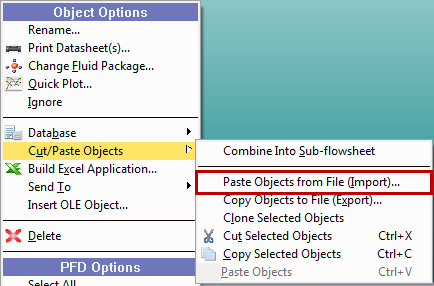 Object Options
Rename...
Print Datasheet(s)...
Change Fluid Package...
Quick Plot...
Ignore
Database
Cut/Paste Objects
Build Excel Application...
Send To
Insert OLE Object...
Delete
PFD Options
Select All
Combine Into Sub-flowsheet
Paste Objects from File (Import)...
Copy Objects to File (Export)...
Clone Selected Objects
Cut Selected Objects Ctrl+X
Copy Selected Objects Ctrl+C
Paste Objects Ctrl+V